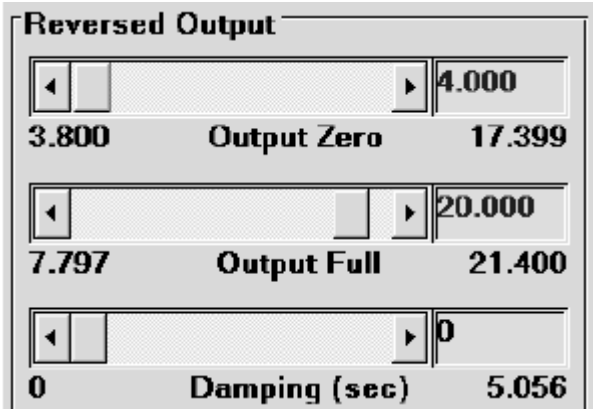 Reversed Output
4.000
3.800 Output Zero 17.399
20.000
7.797 Output Full 21.400
0
0 Damping (sec) 5.056